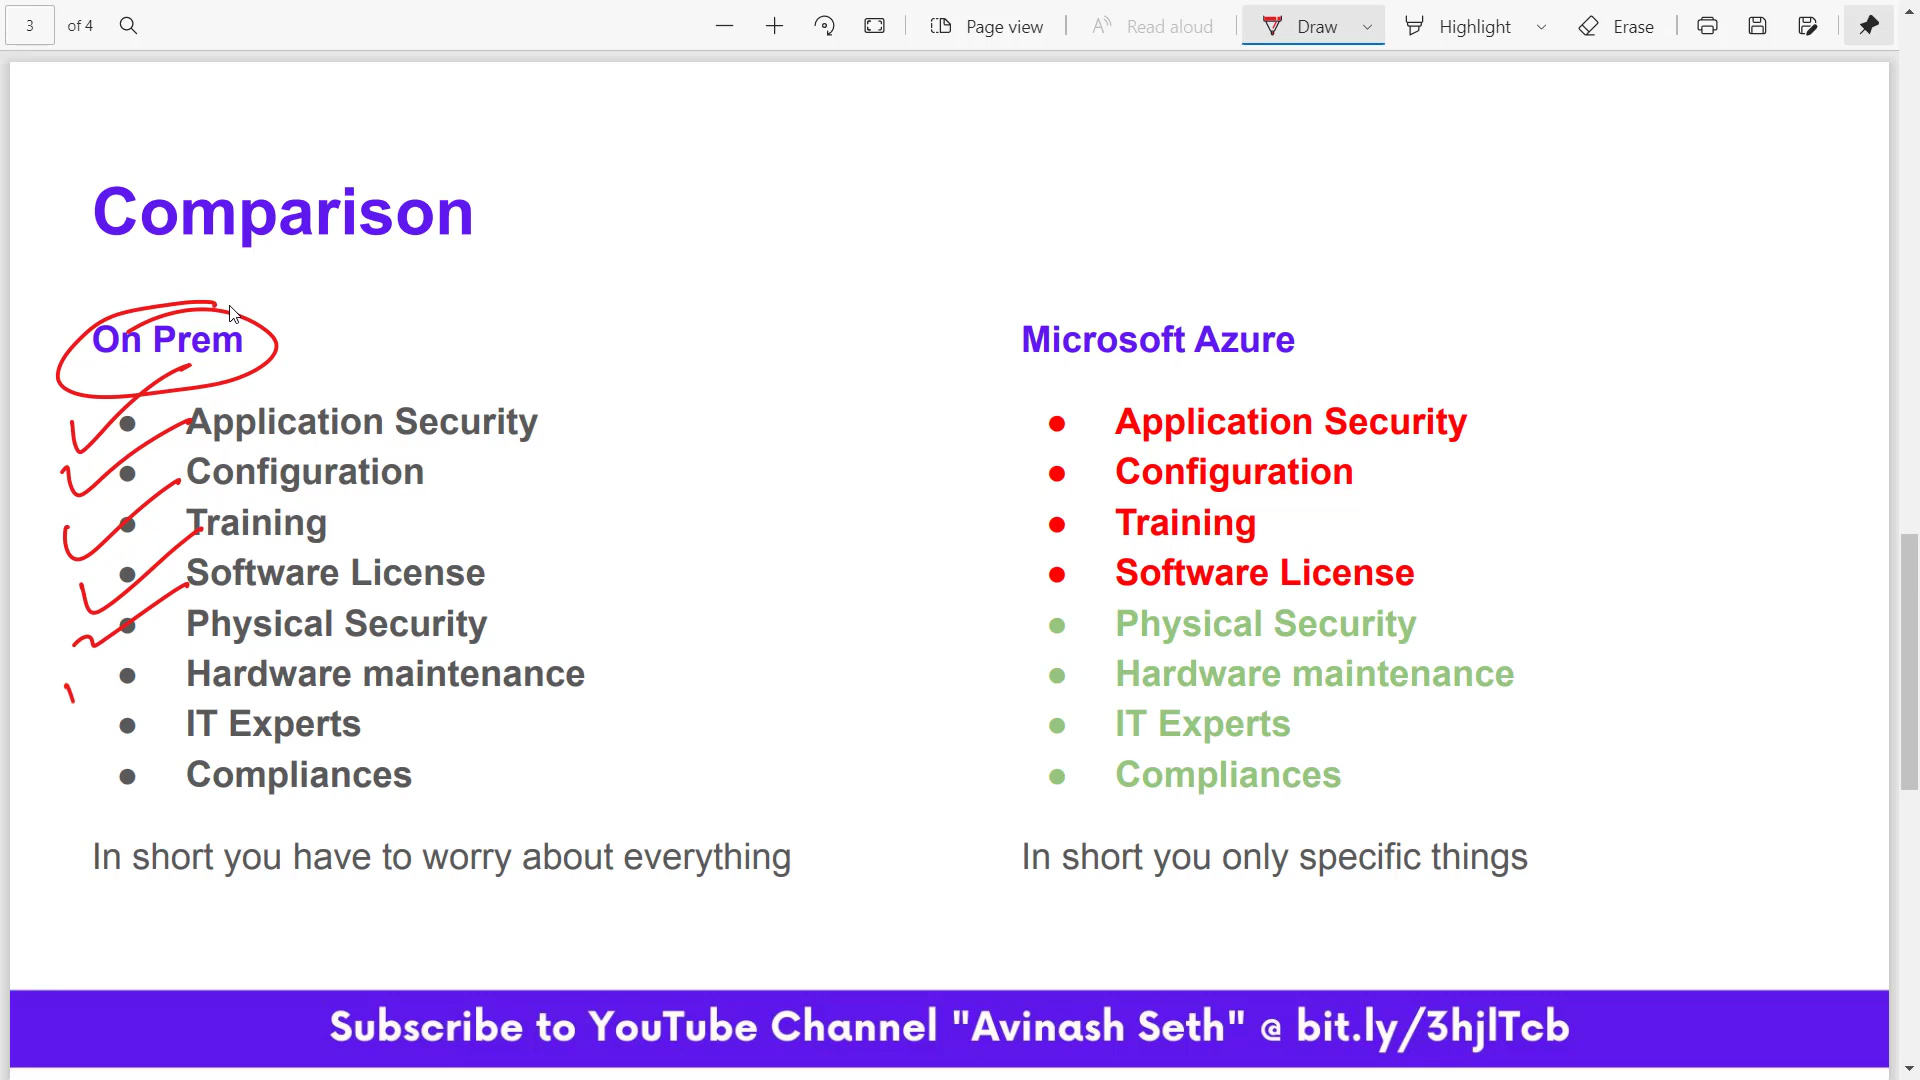 3 of 4 Page view Read aloud Draw Highlight Erase
Comparison
On Prem
Application Security
Configuration
Training
Software License
Physical Security
Hardware maintenance
IT Experts
Compliances
In short you have to worry about everything
Microsoft Azure
Application Security
Configuration
Training
Software License
Physical Security
Hardware maintenance
IT Experts
Compliances
In short you only specific things
Subscribe to YouTube Channel "Avinash Seth" @ bit.ly/3hjlTcb